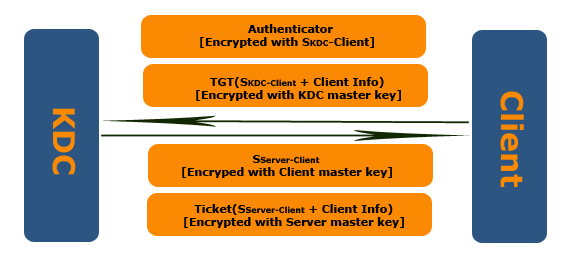 Authenticator
[Encrypted with SKDC-Client]
TGT(SKDC-Client + Client Info)
[Encrypted with KDC master key]
KDC
Client
SServer-Client
[Encryped with Client master key]
Ticket(SServer-Client + Client Info)
[Encrypted with Server master key]